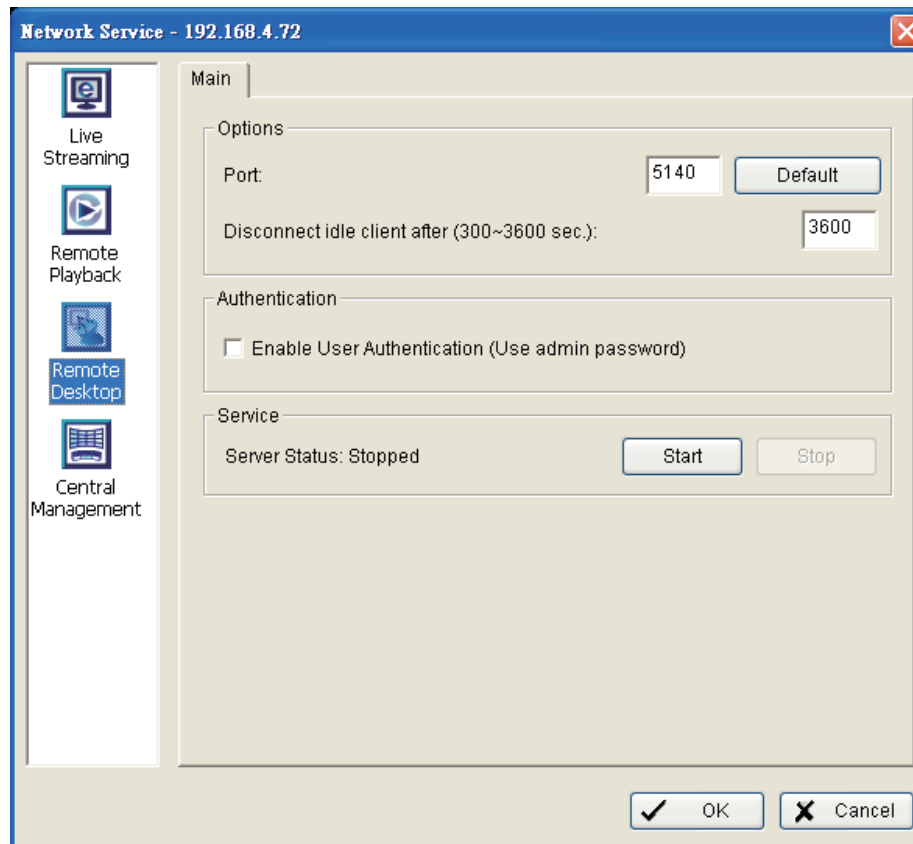 Network Service - 192.168.4.72
Live
Streaming
Remote
Playback
Remote
Desktop
Central
Management
Main
Options
Port: 5140 Default
Disconnect idle client after (300~3600 sec.): 3600
Authentication
Enable User Authentication (Use admin password)
Service
Server Status: Stopped Start Stop
OK Cancel